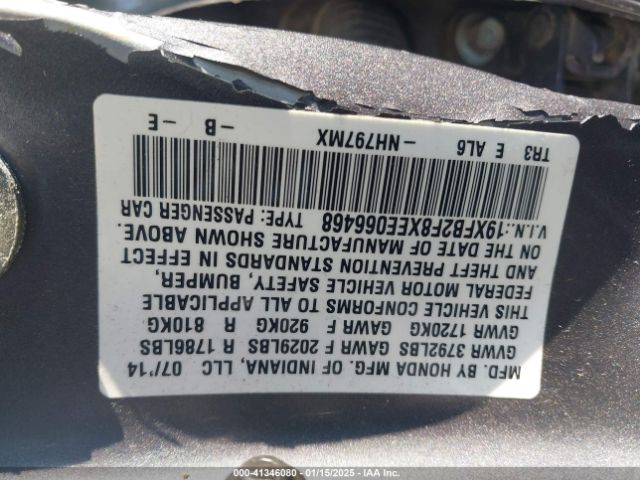 MFD. BY HONDA MFG. OF INDIANA, LLC 07/'14
GVWR 3792LBS GAWR F 2029LBS R 1786LBS
GVWR 1720KG GAWR F 920KG R 810KG
THIS VEHICLE CONFORMS TO ALL APPLICABLE
FEDERAL MOTOR VEHICLE SAFETY, BUMPER,
AND THEFT PREVENTION STANDARDS IN EFFECT
ON THE DATE OF MANUFACTURE SHOWN ABOVE.
V.I.N.: 19XFB2F8XEE066468 TYPE: PASSENGER CAR
TR3 E AL6 -NH797MX -B -E
000-41346080 - 01/15/2025 - IAA Inc.